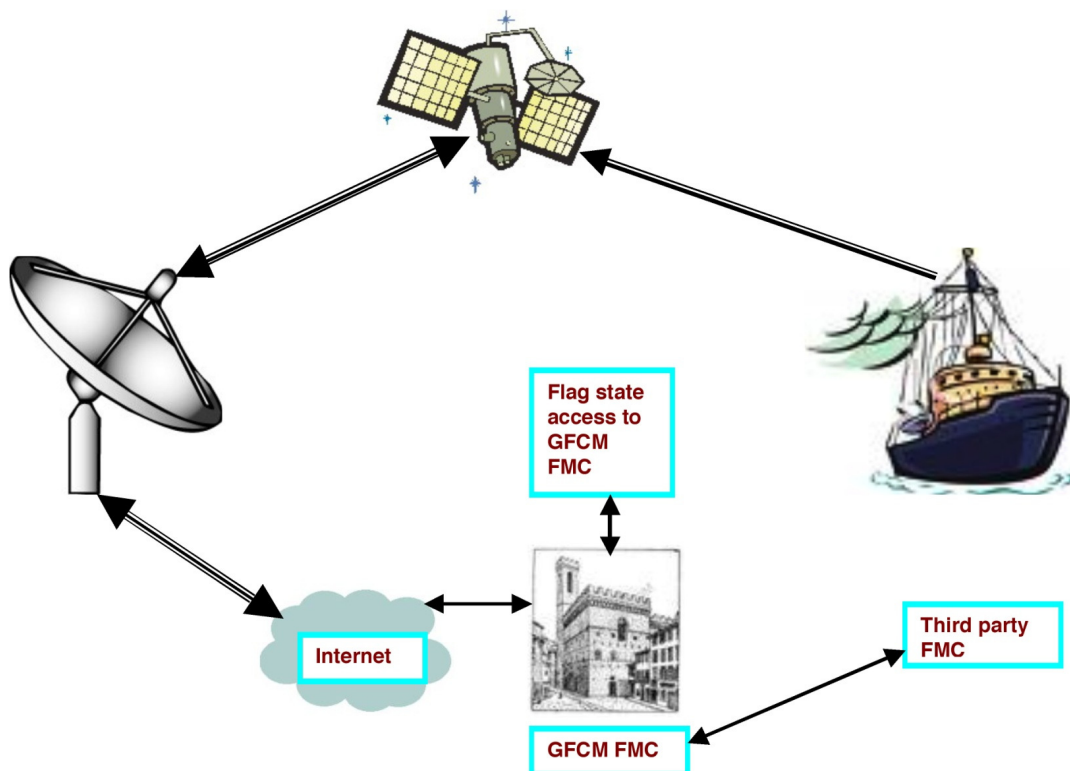 Flag state
access to
GFCM
FMC
Internet
Third party
FMC
GFCM FMC